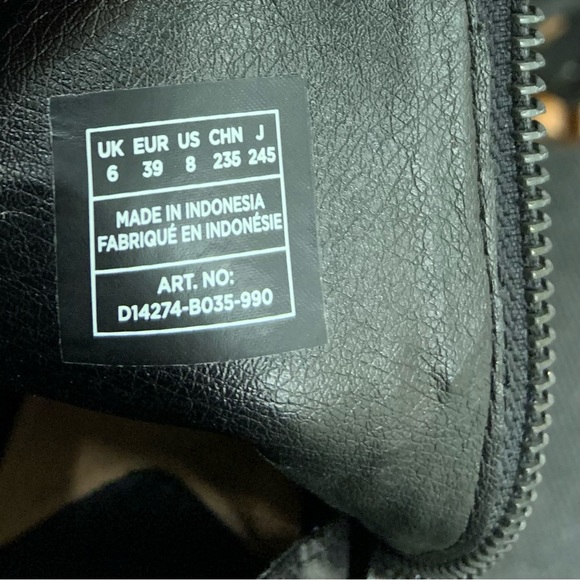 UK EUR US CHN J
6 39 8 235 245
MADE IN INDONESIA
FABRIQUÉ EN INDONÉSIE
ART. NO:
D14274-B035-990